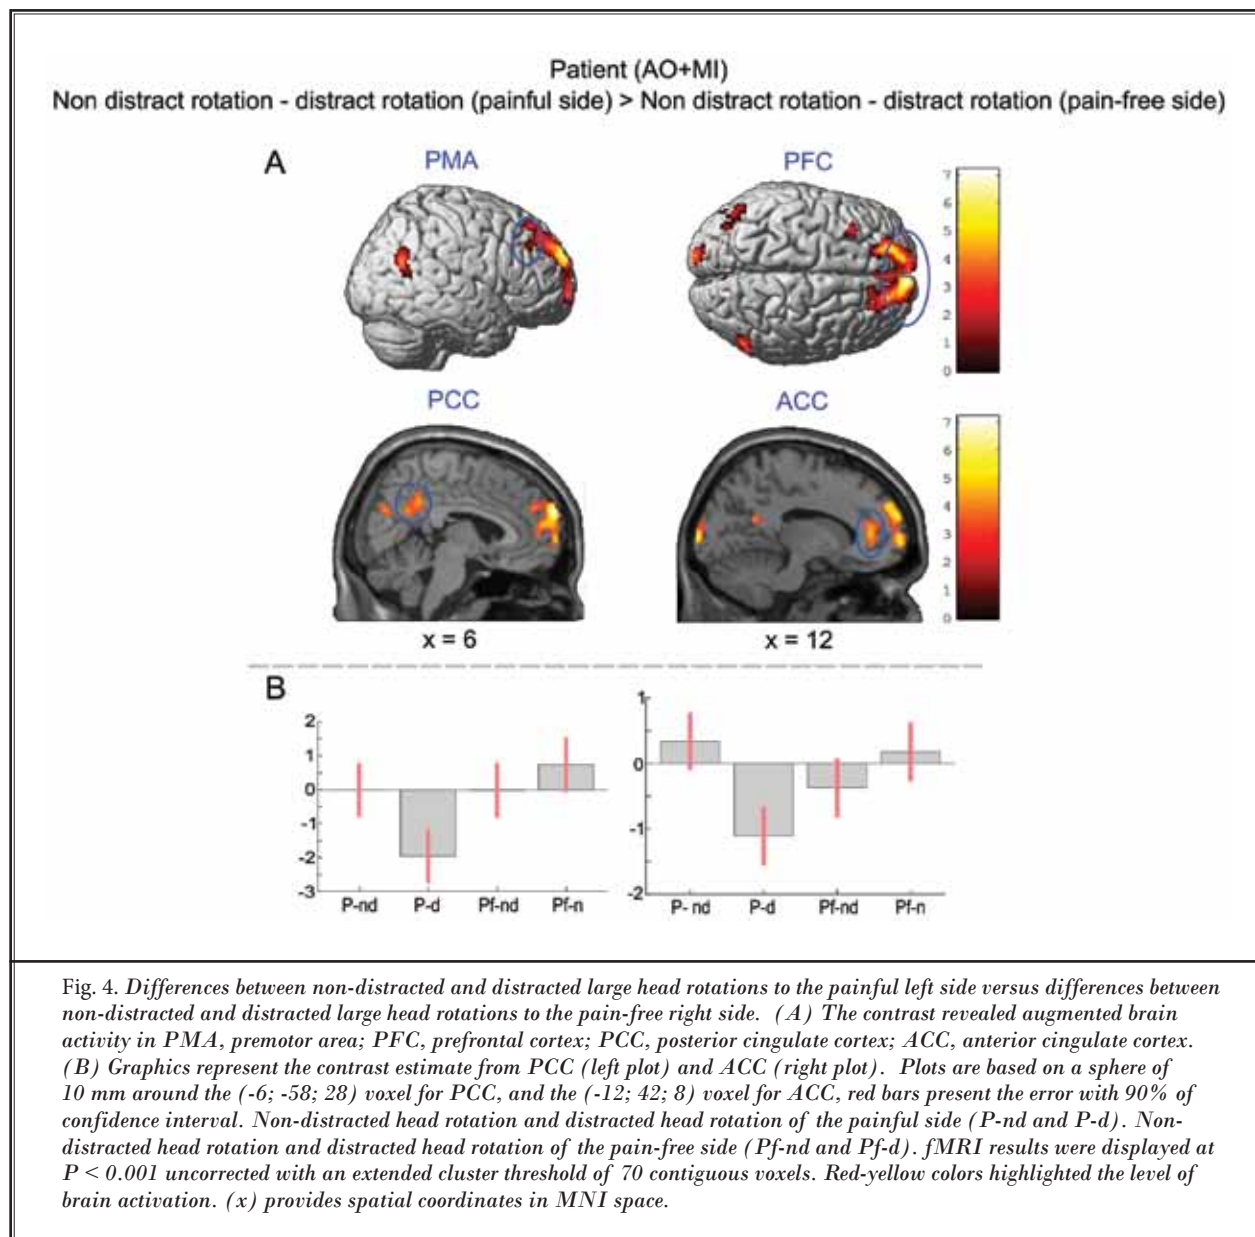 Patient (AO+MI)
Non distract rotation - distract rotation (painful side) > Non distract rotation - distract rotation (pain-free side)
A
PMA
PFC
7
6
5
4
3
2
1
0
PCC
ACC
7
6
5
4
3
2
1
0
x = 6
x = 12
B
2
1
0
-1
-2
-3
P-nd P-d Pf-nd Pf-n
1
0
-1
-2
P- nd P-d Pf-nd Pf-n
Fig. 4. Differences between non-distracted and distracted large head rotations to the painful left side versus differences between
non-distracted and distracted large head rotations to the pain-free right side. (A) The contrast revealed augmented brain
activity in PMA, premotor area; PFC, prefrontal cortex; PCC, posterior cingulate cortex; ACC, anterior cingulate cortex.
(B) Graphics represent the contrast estimate from PCC (left plot) and ACC (right plot). Plots are based on a sphere of
10 mm around the (-6; -58; 28) voxel for PCC, and the (-12; 42; 8) voxel for ACC, red bars present the error with 90% of
confidence interval. Non-distracted head rotation and distracted head rotation of the painful side (P-nd and P-d). Non-
distracted head rotation and distracted head rotation of the pain-free side (Pf-nd and Pf-d). fMRI results were displayed at
P < 0.001 uncorrected with an extended cluster threshold of 70 contiguous voxels. Red-yellow colors highlighted the level of
brain activation. (x) provides spatial coordinates in MNI space.